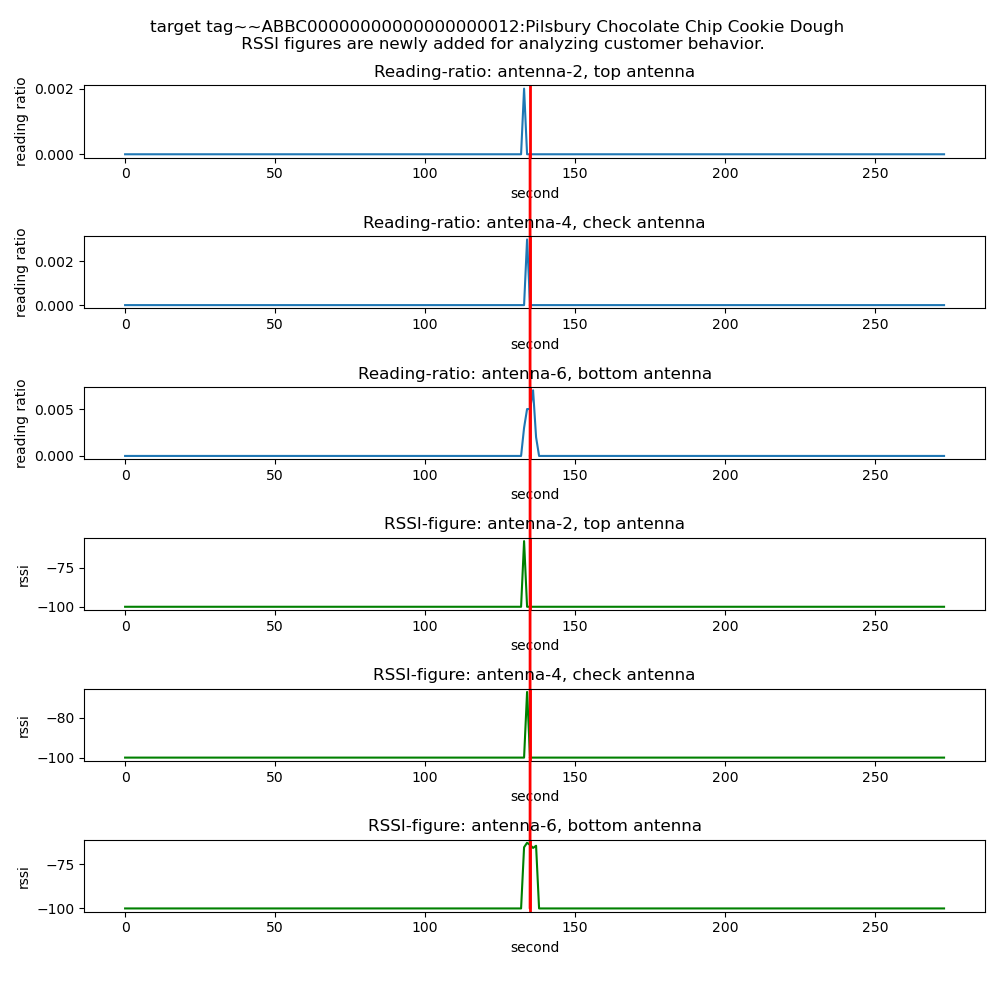 target tag~~ABBC00000000000000000012:Pilsbury Chocolate Chip Cookie Dough
RSSI figures are newly added for analyzing customer behavior.
Reading-ratio: antenna-2, top antenna
reading ratio
0.002
0.000
0 50 100 150 200 250
second
Reading-ratio: antenna-4, check antenna
reading ratio
0.002
0.000
0 50 100 150 200 250
second
Reading-ratio: antenna-6, bottom antenna
reading ratio
0.005
0.000
0 50 100 150 200 250
second
RSSI-figure: antenna-2, top antenna
rssi
−75
−100
0 50 100 150 200 250
second
RSSI-figure: antenna-4, check antenna
rssi
−80
−100
0 50 100 150 200 250
second
RSSI-figure: antenna-6, bottom antenna
rssi
−75
−100
0 50 100 150 200 250
second